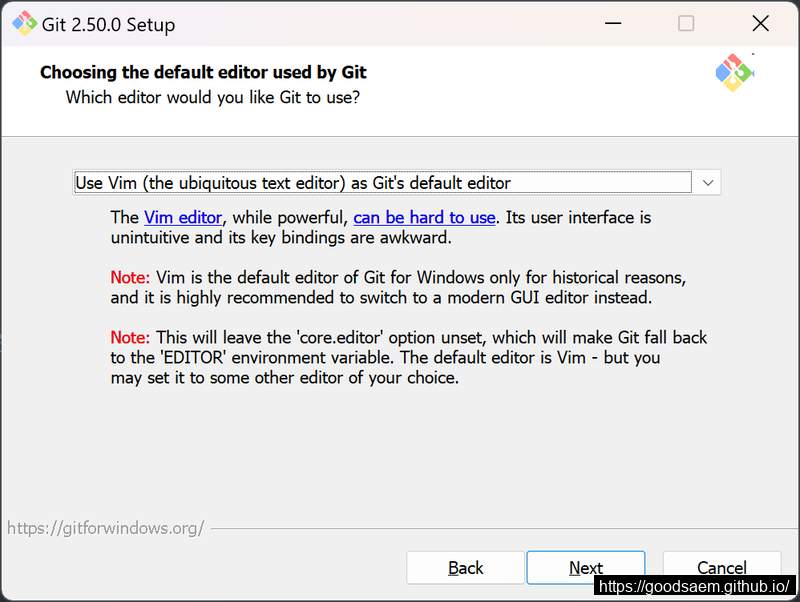 Git 2.50.0 Setup
Choosing the default editor used by Git
Which editor would you like Git to use?
Use Vim (the ubiquitous text editor) as Git's default editor
The Vim editor, while powerful, can be hard to use. Its user interface is
unintuitive and its key bindings are awkward.
Note: Vim is the default editor of Git for Windows only for historical reasons,
and it is highly recommended to switch to a modern GUI editor instead.
Note: This will leave the 'core.editor' option unset, which will make Git fall back
to the 'EDITOR' environment variable. The default editor is Vim - but you
may set it to some other editor of your choice.
https://gitforwindows.org/
Back Next Cancel
https://goodsaem.github.io/